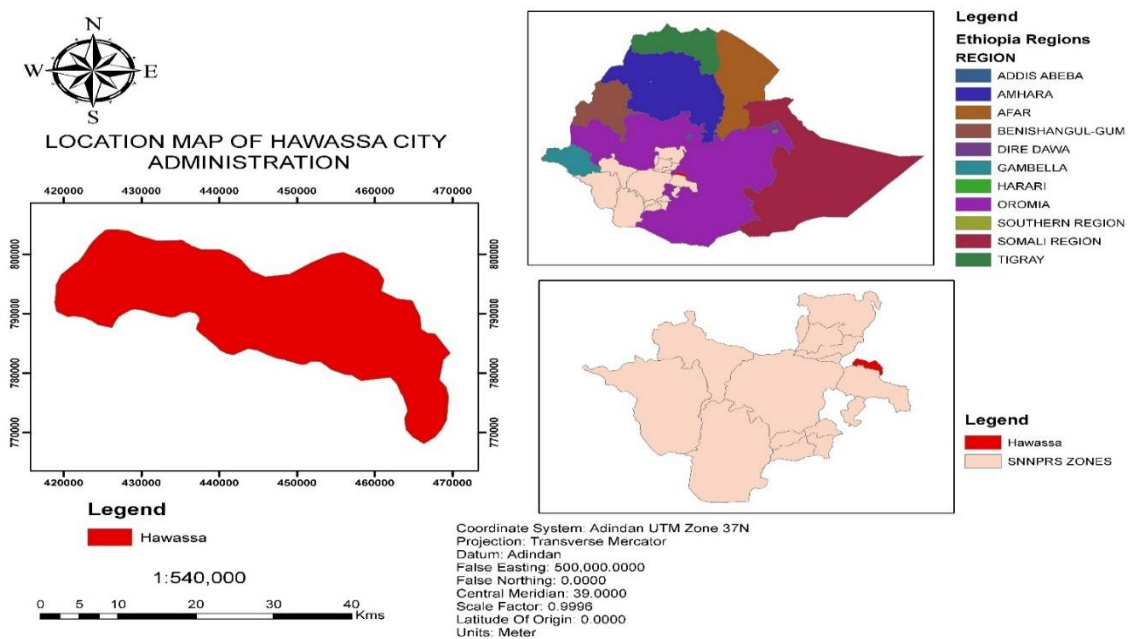 N
W E
S
LOCATION MAP OF HAWASSA CITY
ADMINISTRATION
420000 430000 440000 450000 460000 470000
800000 800000
790000 790000
780000 780000
770000 770000
420000 430000 440000 450000 460000 470000
Legend
Hawassa
1:540,000
0 5 10 20 30 40
Kms
Legend
Ethiopia Regions
REGION
ADDIS ABEBA
AMHARA
AFAR
BENISHANGUL-GUM
DIRE DAWA
GAMBELLA
HARARI
OROMIA
SOUTHERN REGION
SOMALI REGION
TIGRAY
Legend
Hawassa
SNNPRS ZONES
Coordinate System: Adindan UTM Zone 37N
Projection: Transverse Mercator
Datum: Adindan
False Easting: 500,000.0000
False Northing: 0.0000
Central Meridian: 39.0000
Scale Factor: 0.9996
Latitude Of Origin: 0.0000
Units: Meter